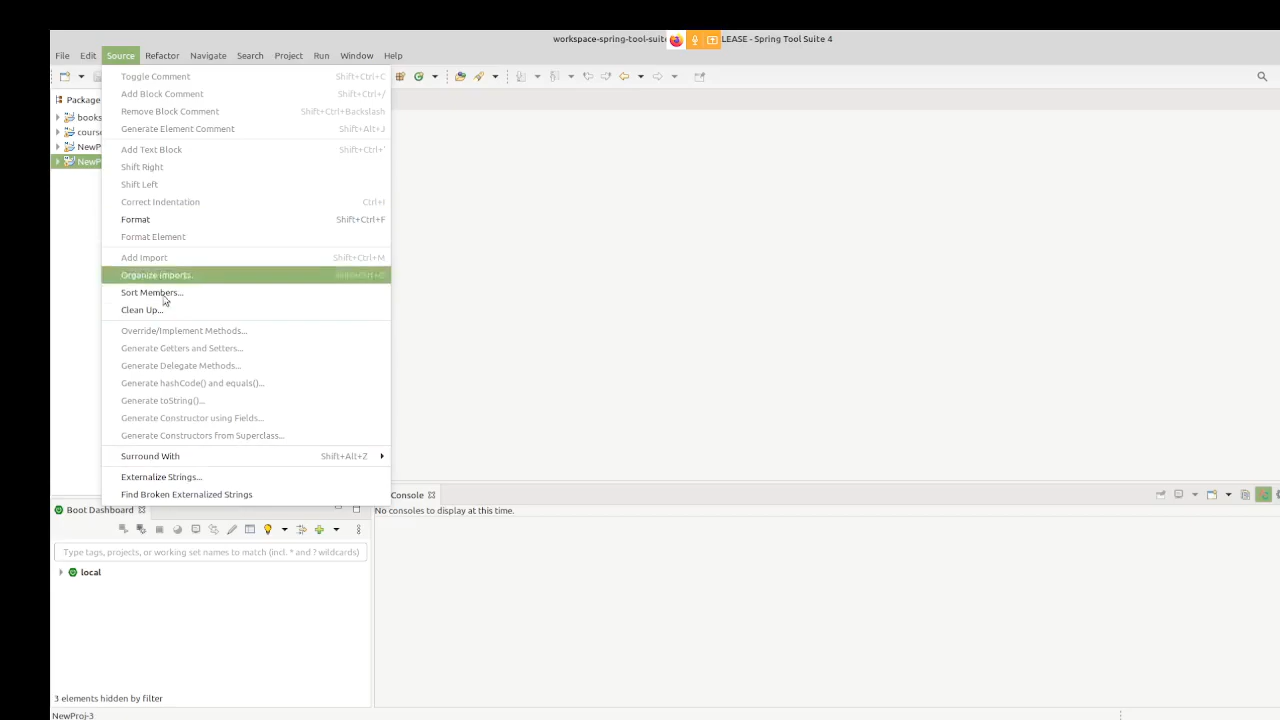 workspace-spring-tool-suite LEASE - Spring Tool Suite 4
File Edit Source Refactor Navigate Search Project Run Window Help
Toggle Comment Shift+Ctrl+C
Package
Add Block Comment Shift+Ctrl+/
books
Remove Block Comment Shift+Ctrl+Backslash
cours
Generate Element Comment Shift+Alt+J
NewP
Add Text Block Shift+Ctrl+'
NewP
Shift Right
Shift Left
Correct Indentation Ctrl+I
Format Shift+Ctrl+F
Format Element
Add Import Shift+Ctrl+M
Organize Imports...
Sort Members...
Clean Up...
Override/Implement Methods...
Generate Getters and Setters...
Generate Delegate Methods...
Generate hashCode() and equals()...
Generate toString()...
Generate Constructor using Fields...
Generate Constructors from Superclass...
Surround With Shift+Alt+Z
Externalize Strings...
Find Broken Externalized Strings
Console
No consoles to display at this time.
Boot Dashboard
Type tags, projects, or working set names to match (incl. * and ? wildcards)
local
3 elements hidden by filter
NewProj-3